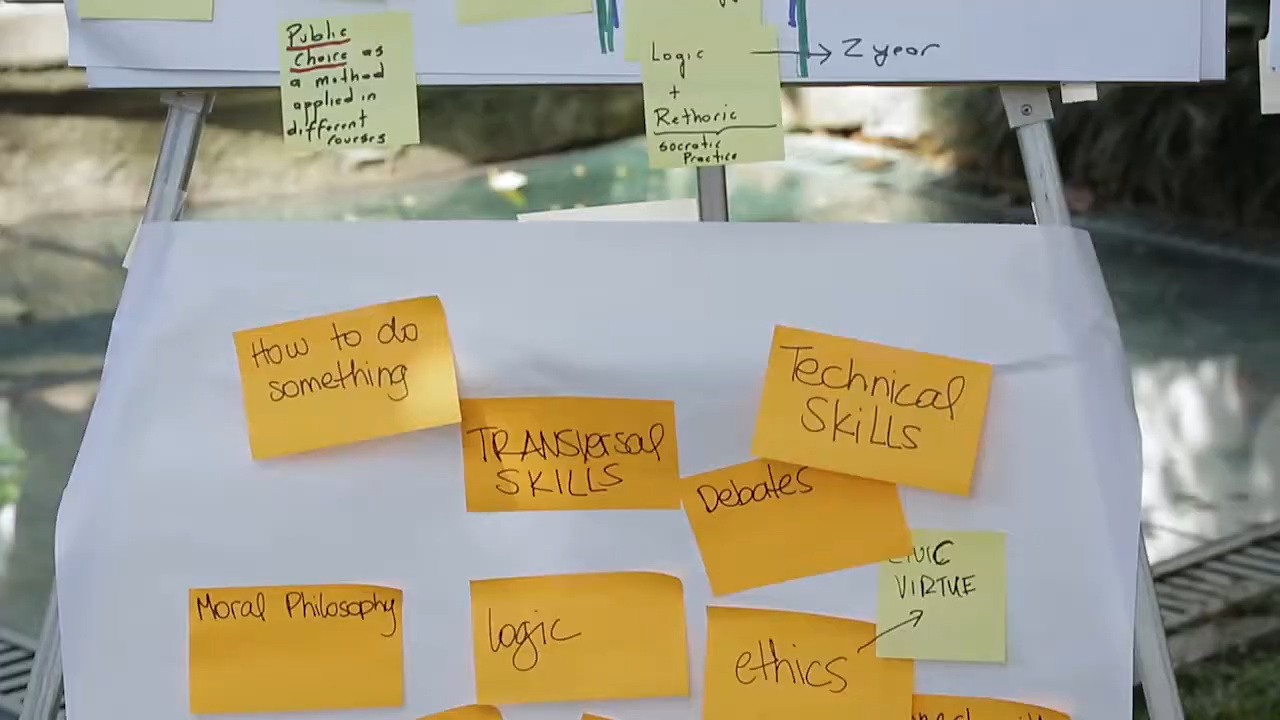 Public
Choice as
a method
applied in
different
courses
Logic → 2 year
+
Rethoric
Socratic
Practice
How to do
something
TRANSVersal
SKILLS
Technical
SKILLS
Debates
CIVIC
VIRTUE
Moral Philosophy
logic
ethics